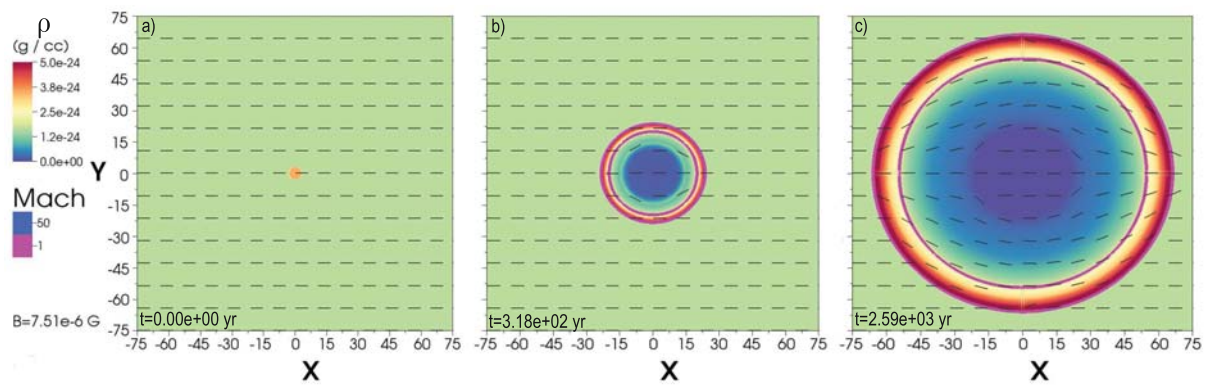 ρ
(g / cc)
5.0e-24
3.8e-24
2.5e-24
1.2e-24
0.0e+00
Mach
50
1
B=7.51e-6 G
Y
a)
75
60
45
30
15
0
-15
-30
-45
-60
-75
t=0.00e+00 yr
-75 -60 -45 -30 -15 0 15 30 45 60 75
X
b)
t=3.18e+02 yr
-75 -60 -45 -30 -15 0 15 30 45 60 75
X
c)
t=2.59e+03 yr
-75 -60 -45 -30 -15 0 15 30 45 60 75
X